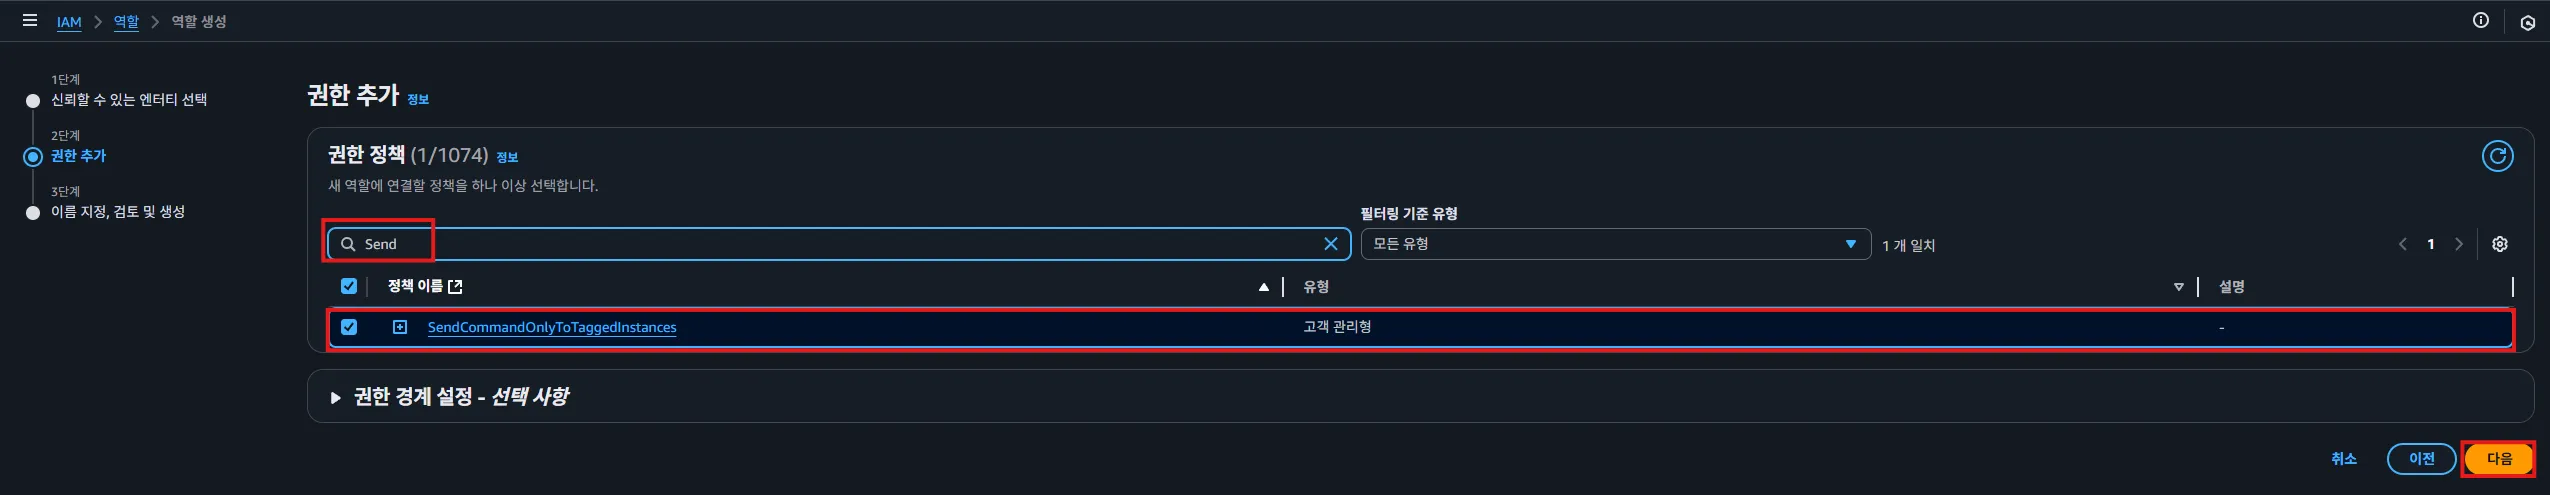 IAM > 역할 > 역할 생성
1단계
신뢰할 수 있는 엔터티 선택
2단계
권한 추가
3단계
이름 지정, 검토 및 생성
권한 추가 정보
권한 정책 (1/1074) 정보
새 역할에 연결할 정책을 하나 이상 선택합니다.
필터링 기준 유형
Send
모든 유형
1 개 일치
1
정책 이름
유형
설명
SendCommandOnlyToTaggedInstances
고객 관리형
-
권한 경계 설정 - 선택 사항
취소
이전
다음